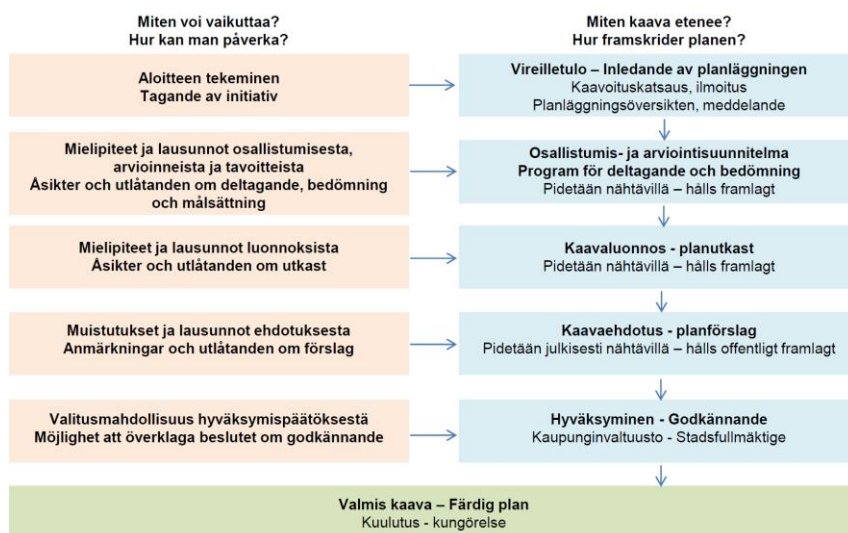 Miten voi vaikuttaa?
Hur kan man påverka?
Miten kaava etenee?
Hur framskrider planen?
Aloitteen tekeminen
Tagande av initiativ
Vireilletulo – Inledande av planläggningen
Kaavoituskatsaus, ilmoitus
Planläggningsöversikten, meddelande
Mielipiteet ja lausunnot osallistumisesta,
arvioinneista ja tavoitteista
Åsikter och utlåtanden om deltagande, bedömning
och målsättning
Osallistumis- ja arviointisuunnitelma
Program för deltagande och bedömning
Pidetään nähtävillä – hålls framlagt
Mielipiteet ja lausunnot luonnoksista
Åsikter och utlåtanden om utkast
Kaavaluonnos - planutkast
Pidetään nähtävillä – hålls framlagt
Muistutukset ja lausunnot ehdotuksesta
Anmärkningar och utlåtanden om förslag
Kaavaehdotus - planförslag
Pidetään julkisesti nähtävillä – hålls offentligt framlagt
Valitusmahdollisuus hyväksymispäätöksestä
Möjlighet att överklaga beslutet om godkännande
Hyväksyminen - Godkännande
Kaupunginvaltuusto - Stadsfullmäktige
Valmis kaava – Färdig plan
Kuulutus - kungörelse